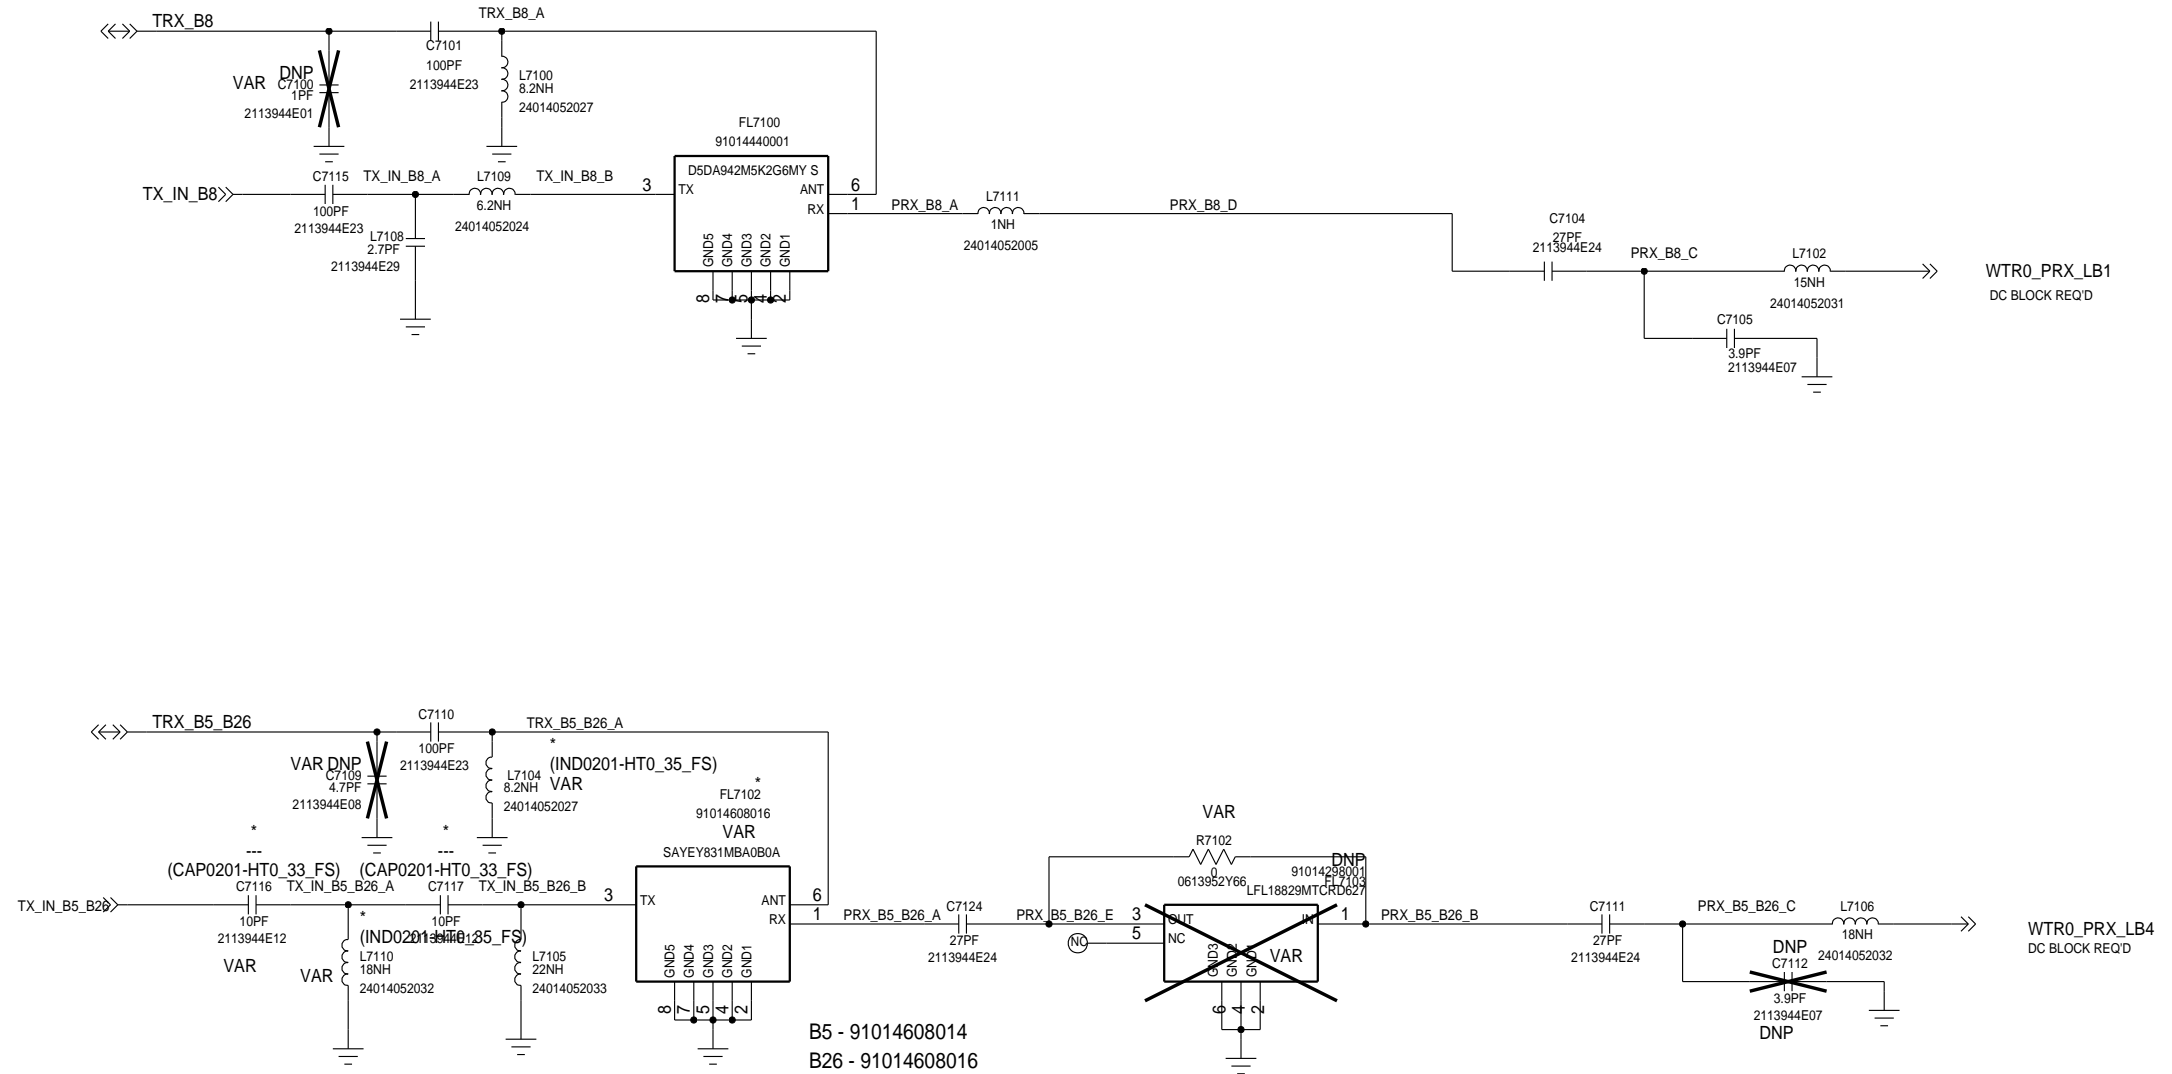 TRX_B8
TRX_B8_A
C7101
100PF
2113944E23
VAR
DNP
C7100
1PF
2113944E01
L7100
8.2NH
24014052027
FL7100
91014440001
D5DA942M5K2G6MY S
TX
ANT
RX
3
6
1
GND5
GND4
GND3
GND2
GND1
8
7
5
4
2
TX_IN_B8
C7115
100PF
2113944E23
TX_IN_B8_A
L7109
6.2NH
24014052024
TX_IN_B8_B
L7108
2.7PF
2113944E29
PRX_B8_A
L7111
1NH
24014052005
PRX_B8_D
C7104
27PF
2113944E24
PRX_B8_C
L7102
15NH
24014052031
WTR0_PRX_LB1
DC BLOCK REQ'D
C7105
3.9PF
2113944E07
TRX_B5_B26
C7110
100PF
2113944E23
TRX_B5_B26_A
VAR DNP
C7109
4.7PF
2113944E08
L7104
8.2NH
24014052027
*
(IND0201-HT0_35_FS)
VAR
*
FL7102
91014608016
VAR
SAYEY831MBA0B0A
TX
ANT
RX
3
6
1
GND5
GND4
GND3
GND2
GND1
8
7
5
4
2
*
---
(CAP0201-HT0_33_FS)
*
---
(CAP0201-HT0_33_FS)
TX_IN_B5_B26
C7116
10PF
2113944E12
VAR
TX_IN_B5_B26_A
C7117
10PF
2113944E12
TX_IN_B5_B26_B
*
(IND0201-HT0_35_FS)
VAR
L7110
18NH
24014052032
L7105
22NH
24014052033
B5 - 91014608014
B26 - 91014608016
PRX_B5_B26_A
C7124
27PF
2113944E24
PRX_B5_B26_E
VAR
R7102
0
0613952Y66
DNP
91014298001
FL7103
LFL18829MTCRD627
3
5
1
OUT
IN
NC
NC
GND3
GND2
GND1
VAR
6
4
2
PRX_B5_B26_B
C7111
27PF
2113944E24
PRX_B5_B26_C
L7106
18NH
24014052032
WTR0_PRX_LB4
DC BLOCK REQ'D
DNP
C7112
3.9PF
2113944E07
DNP